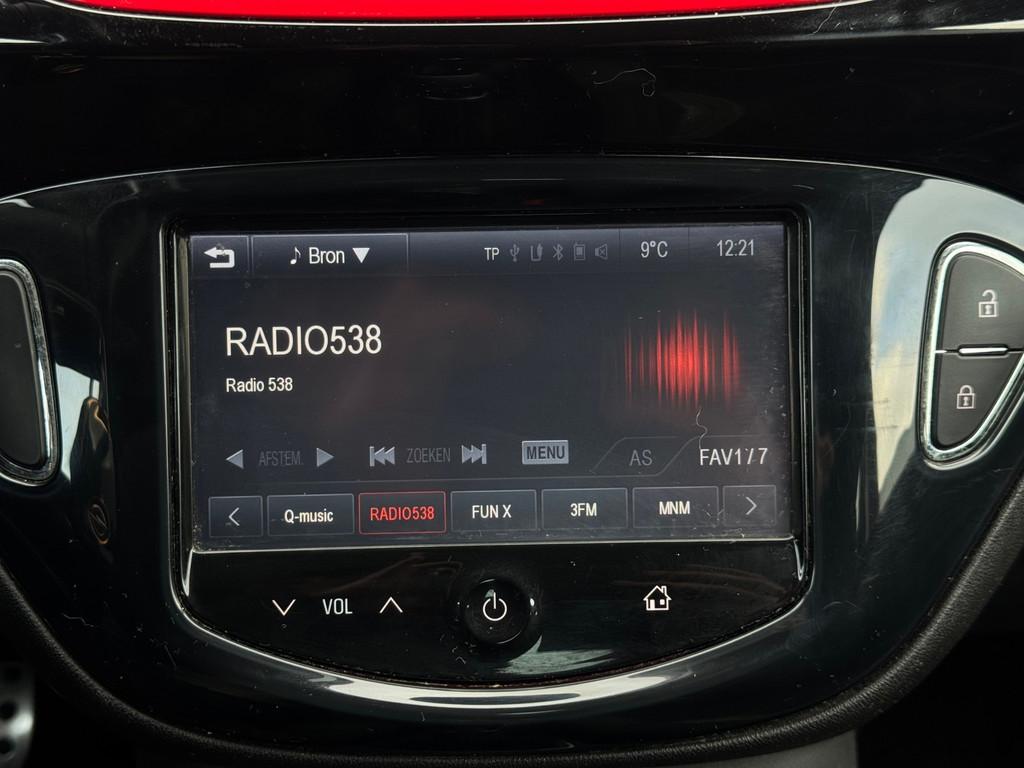 Bron TP 9°C 12:21
RADIO538
Radio 538
AFSTEM. ZOEKEN MENU AS FAV1/7
Q-music RADIO538 FUN X 3FM MNM
VOL